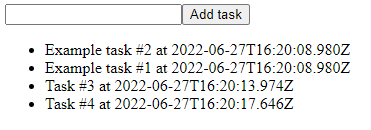 Add task
Example task #2 at 2022-06-27T16:20:08.980Z
Example task #1 at 2022-06-27T16:20:08.980Z
Task #3 at 2022-06-27T16:20:13.974Z
Task #4 at 2022-06-27T16:20:17.646Z